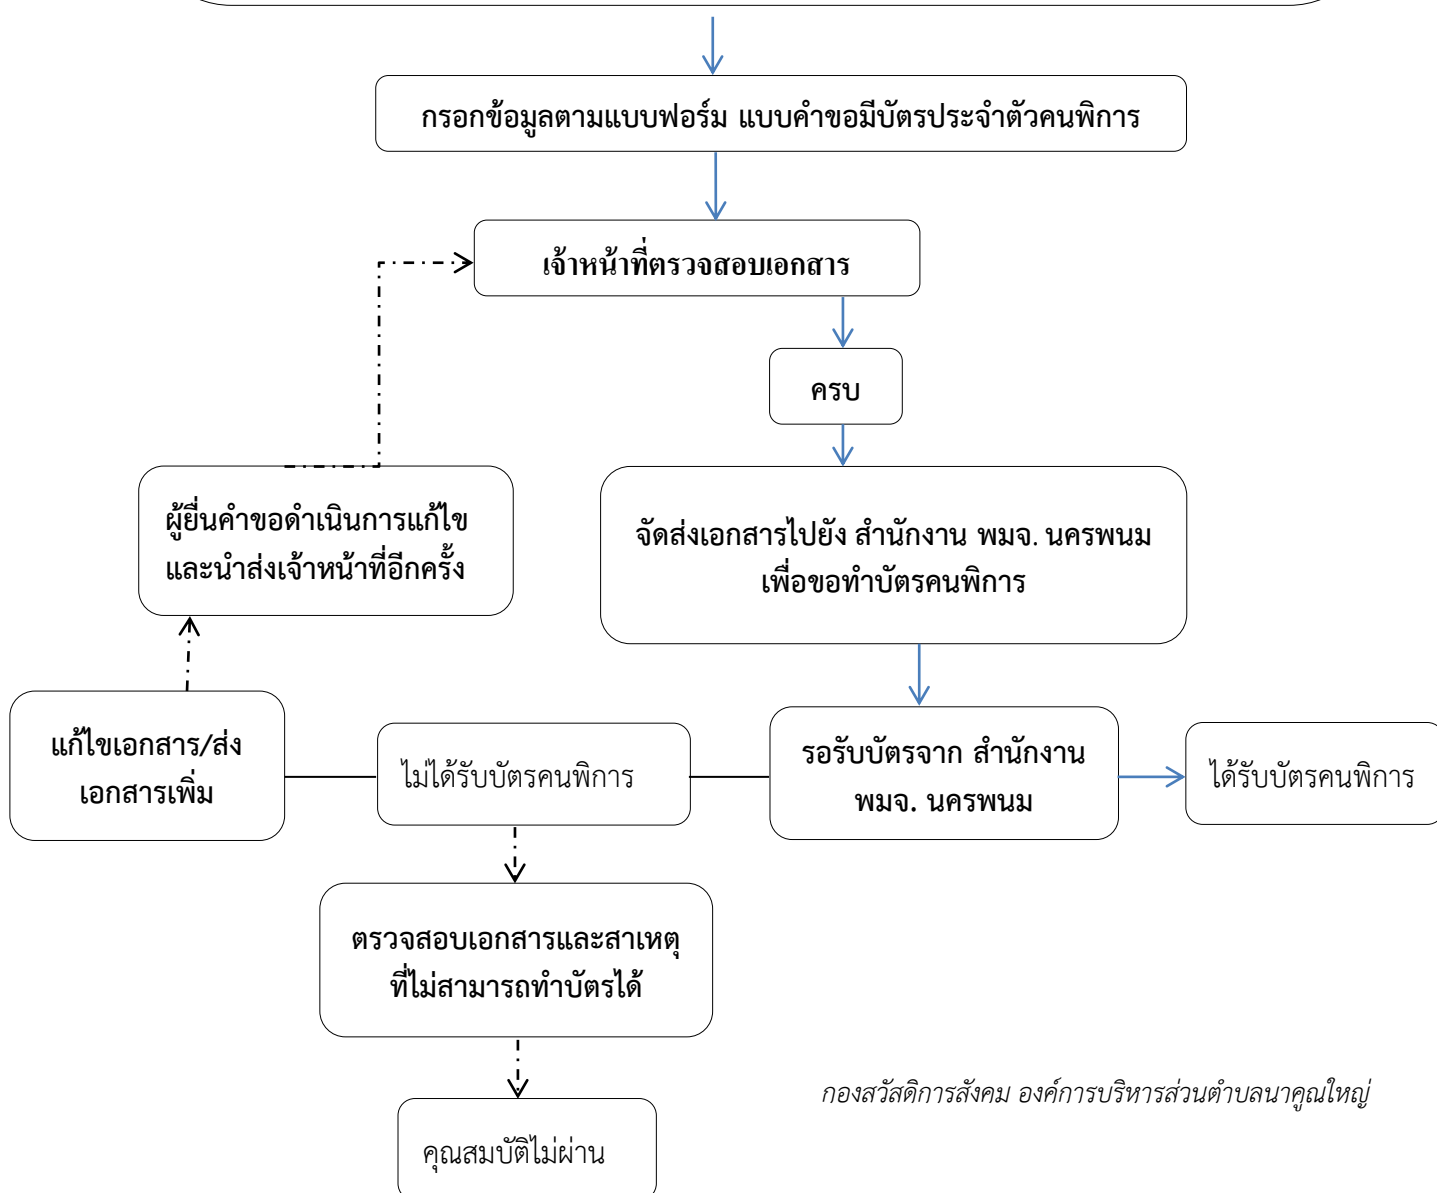 กรอกข้อมูลตามแบบฟอร์ม แบบคำขอมีบัตรประจำตัวคนพิการ
เจ้าหน้าที่ตรวจสอบเอกสาร
ครบ
ผู้ยื่นคำขอดำเนินการแก้ไข
และนำส่งเจ้าหน้าที่อีกครั้ง
จัดส่งเอกสารไปยัง สำนักงาน พมจ. นครพนม
เพื่อขอทำบัตรคนพิการ
แก้ไขเอกสาร/ส่ง
เอกสารเพิ่ม
ไม่ได้รับบัตรคนพิการ
รอรับบัตรจาก สำนักงาน
พมจ. นครพนม
ได้รับบัตรคนพิการ
ตรวจสอบเอกสารและสาเหตุ
ที่ไม่สามารถทำบัตรได้
กองสวัสดิการสังคม องค์การบริหารส่วนตำบลนาคูณใหญ่
คุณสมบัติไม่ผ่าน